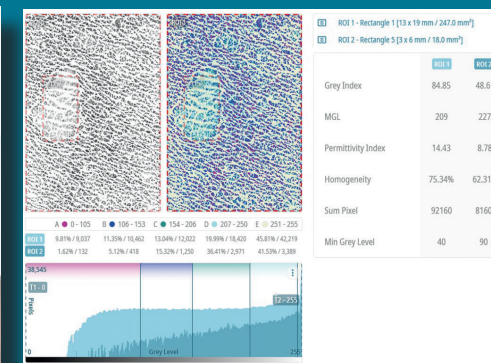 ROI 1 - Rectangle 1 [13 x 19 mm / 247.0 mm²]
ROI 2 - Rectangle 5 [3 x 6 mm / 18.0 mm²]
ROI 1 ROI 2
Grey Index 84.85 48.6
MGL 209 227
Permittivity Index 14.43 8.78
Homogeneity 75.34% 62.31
Sum Pixel 92160 8160
Min Grey Level 40 90
A 0 - 105 B 106 - 153 C 154 - 206 D 207 - 250 E 251 - 255
ROI 1 9.81% / 9,037 11.35% / 10,462 13.04% / 12,022 19.99% / 18,420 45.81% / 42,219
ROI 2 1.62% / 132 5.12% / 418 15.32% / 1,250 36.41% / 2,971 41.53% / 3,389
38,545
T1 - 0
T2 - 255
Pixels
0 Grey Level 255